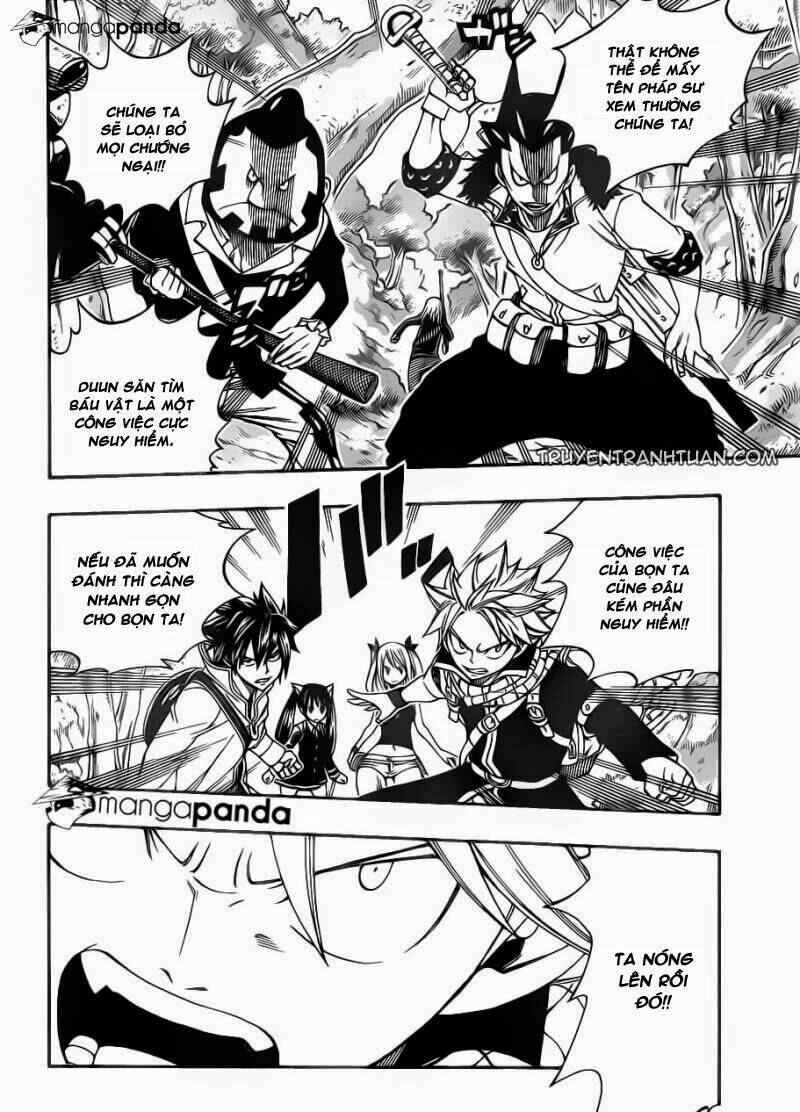 mangapanda
THẬT KHÔNG
THỂ ĐỂ MẤY
TÊN PHÁP SƯ
XEM THƯỜNG
CHÚNG TA!
CHÚNG TA
SẼ LOẠI BỎ
MỌI CHƯỚNG
NGẠI!!
DUUN SĂN TÌM
BÁU VẬT LÀ MỘT
CÔNG VIỆC CỰC
NGUY HIỂM.
TRUYENTRANHTUAN.COM
CÔNG VIỆC
CỦA BỌN TA
CŨNG ĐÂU
KÉM PHẦN
NGUY HIỂM!!
NẾU ĐÃ MUỐN
ĐÁNH THÌ CÀNG
NHANH GỌN
CHO BỌN TA!
mangapanda
TA NÓNG
LÊN RỒI
ĐÓ!!